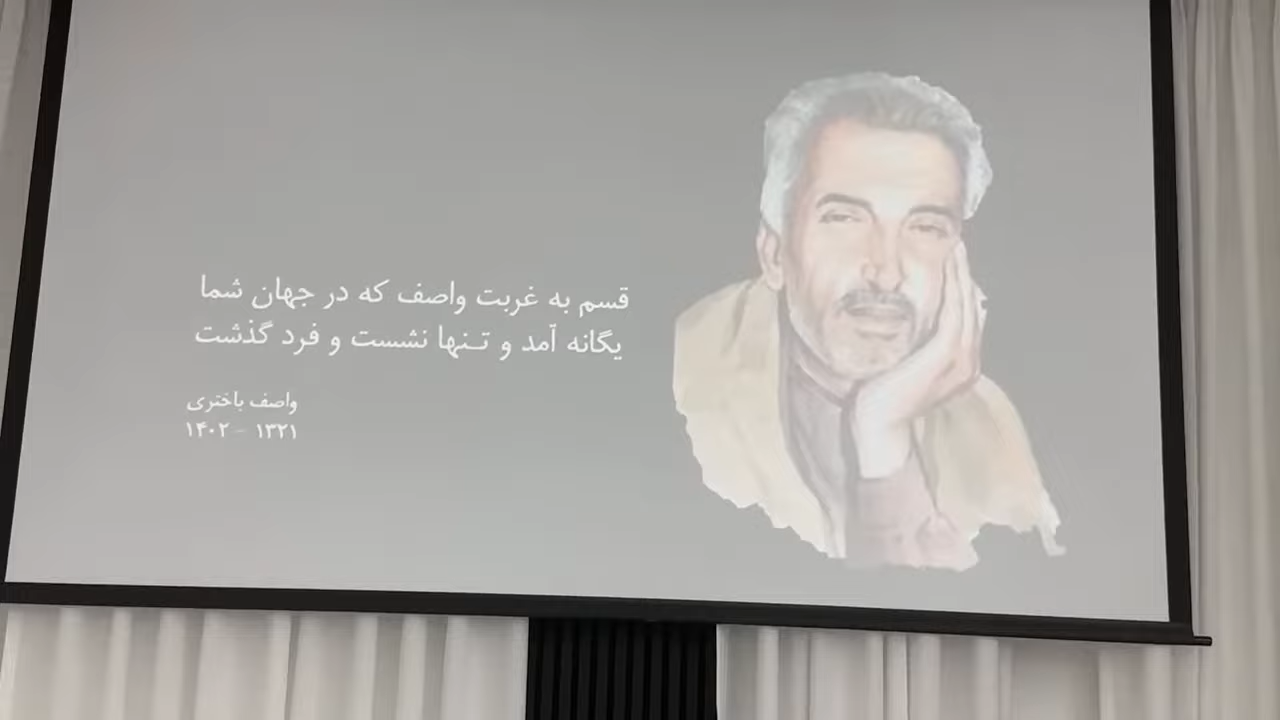 قسم به غربت واصف که در جهان شما
یگانه آمد و تنها نشست و فرد گذشت
واصف باختری
۱۳۲۱ - ۱۴۰۲